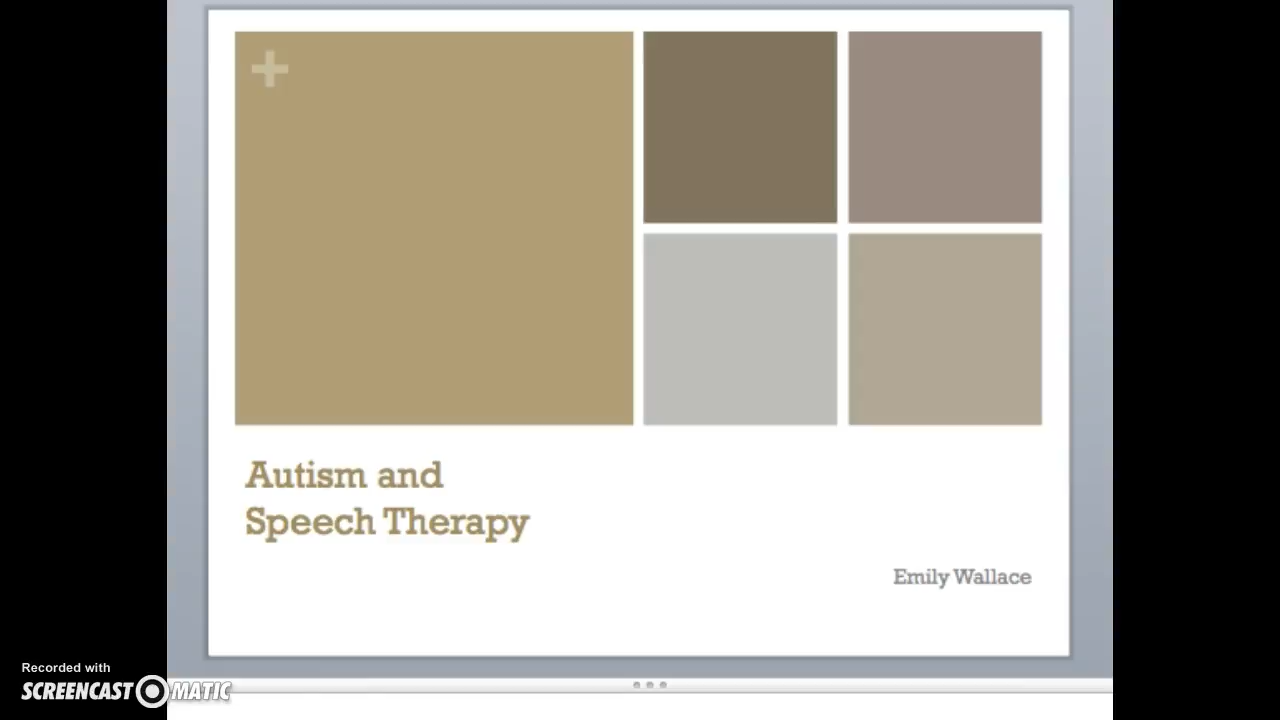 +
Autism and
Speech Therapy
Emily Wallace
Recorded with
SCREENCAST MATIC